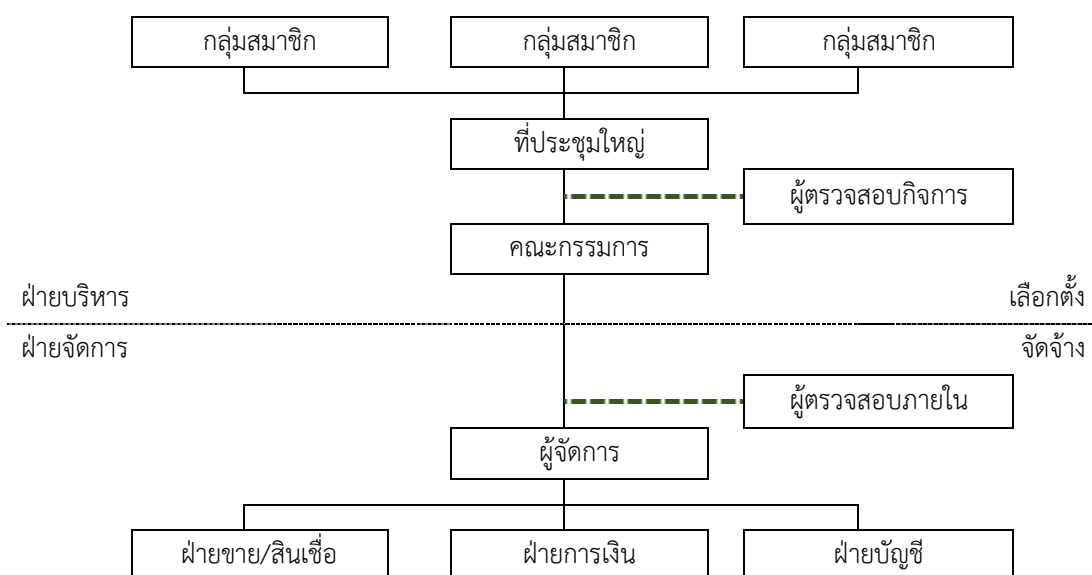 กลุ่มสมาชิก กลุ่มสมาชิก กลุ่มสมาชิก
ที่ประชุมใหญ่
ผู้ตรวจสอบกิจการ
คณะกรรมการ
ฝ่ายบริหาร เลือกตั้ง
ฝ่ายจัดการ จัดจ้าง
ผู้ตรวจสอบภายใน
ผู้จัดการ
ฝ่ายขาย/สินเชื่อ ฝ่ายการเงิน ฝ่ายบัญชี